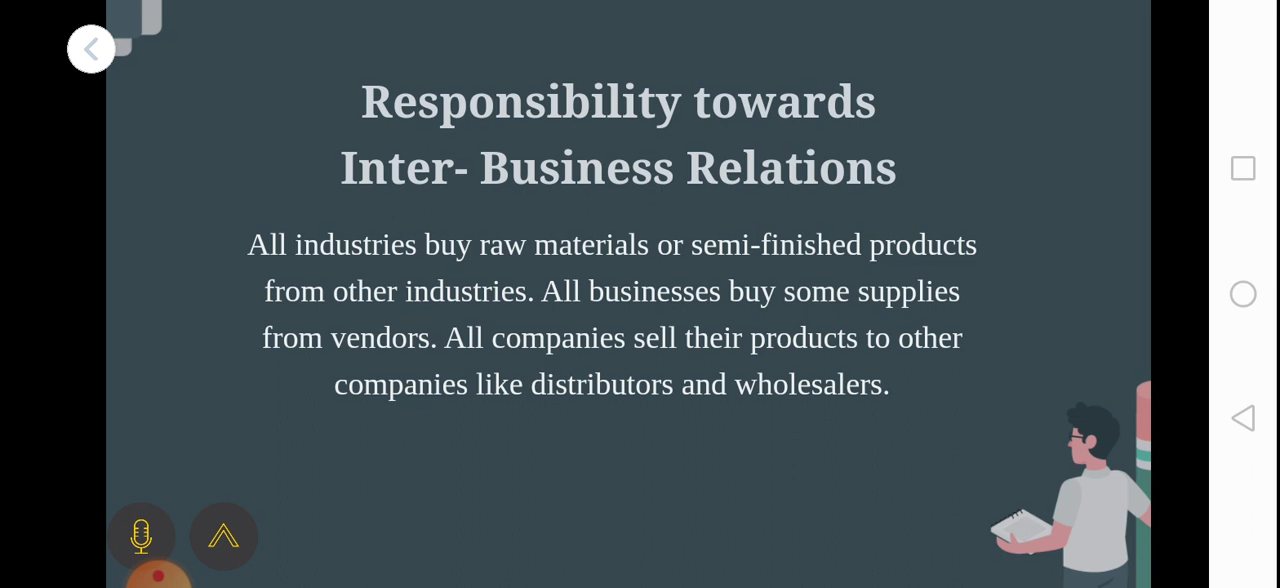 Responsibility towards
Inter- Business Relations
All industries buy raw materials or semi-finished products
from other industries. All businesses buy some supplies
from vendors. All companies sell their products to other
companies like distributors and wholesalers.